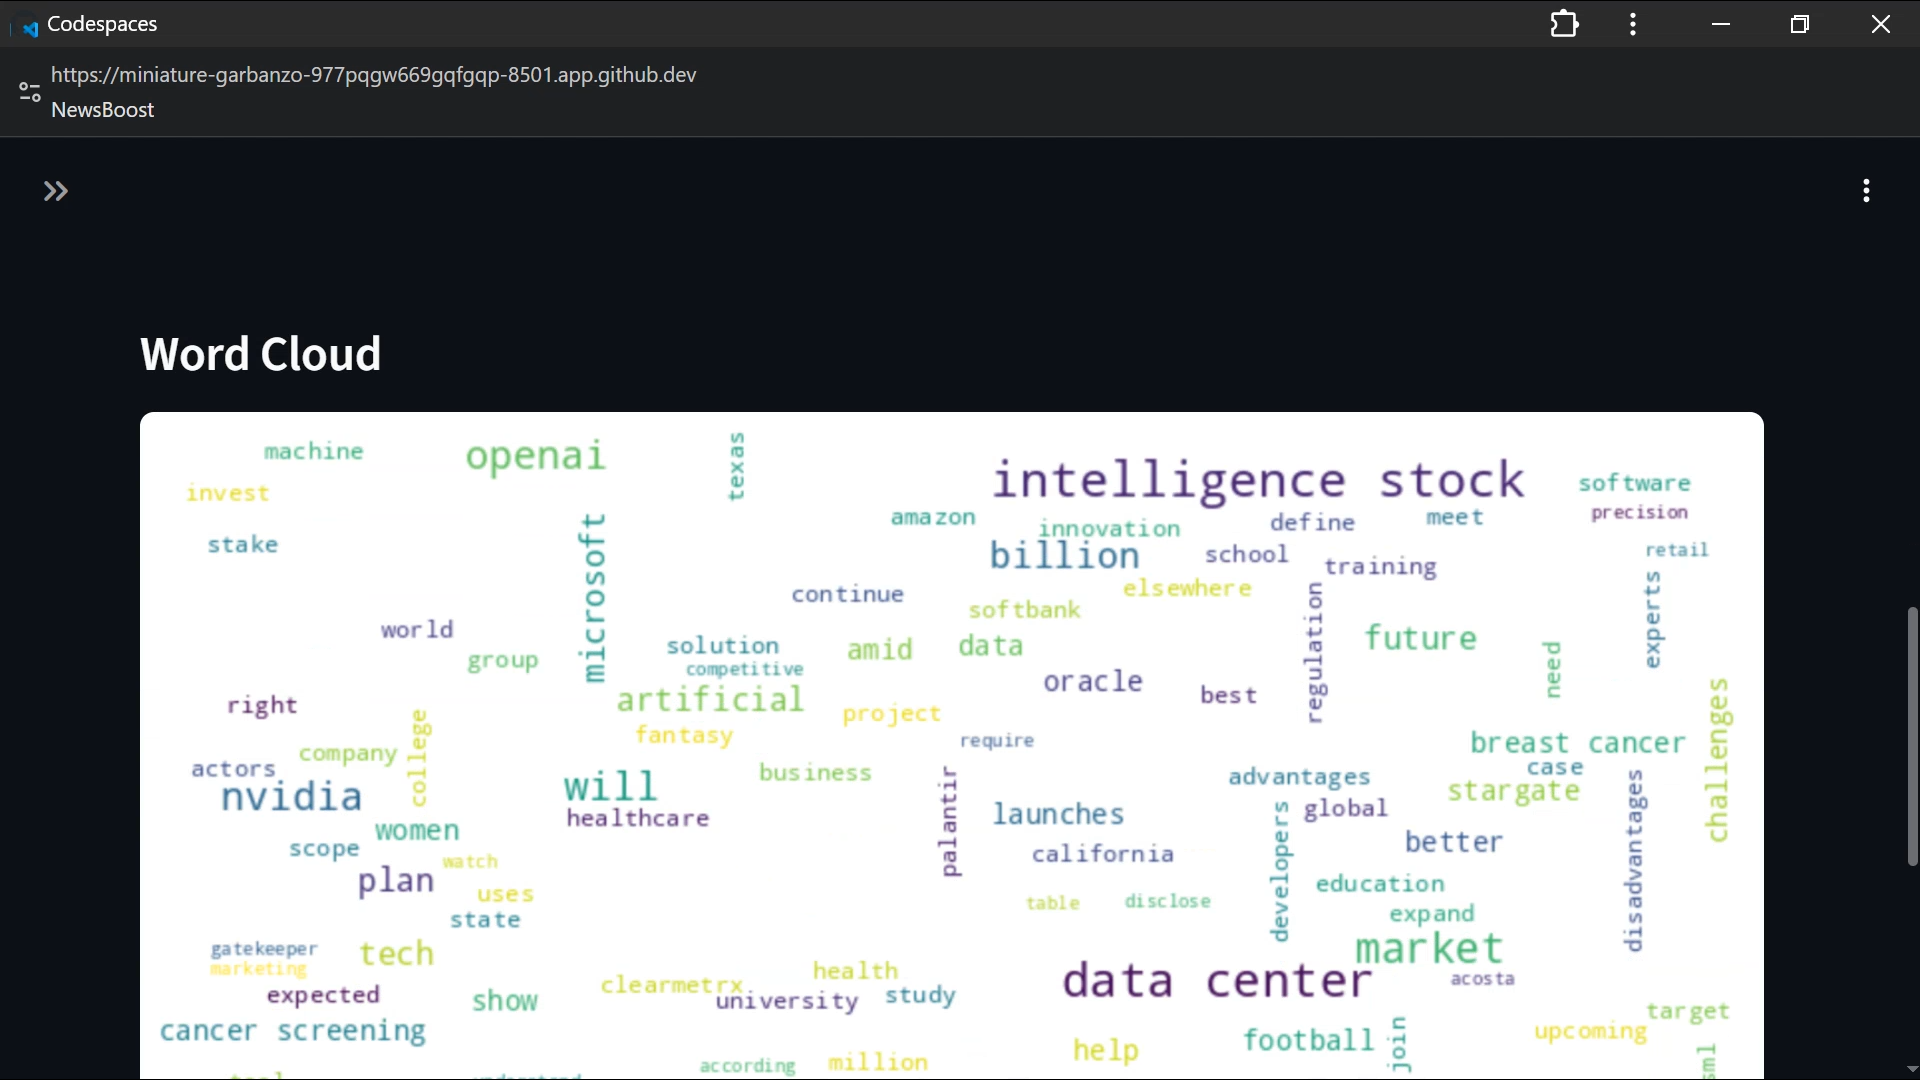 Codespaces
https://miniature-garbanzo-977pqgw669gqfgqp-8501.app.github.dev
NewsBoost
Word Cloud
machine
openai
texas
intelligence stock
software
invest
amazon
innovation
define
meet
precision
stake
microsoft
billion
school
training
retail
continue
elsewhere
softbank
regulation
experts
world
group
solution
competitive
amid
data
future
need
right
artificial
oracle
best
project
fantasy
college
require
challenges
company
actors
nvidia
will
business
healthcare
palantir
launches
advantages
global
breast cancer
case
stargate
disadvantages
women
scope
watch
plan
uses
state
california
developers
better
table
disclose
education
expand
gatekeeper
marketing
tech
market
expected
show
clearmetrx
health
university
study
data center
acosta
target
cancer screening
help
football
join
upcoming
according
million